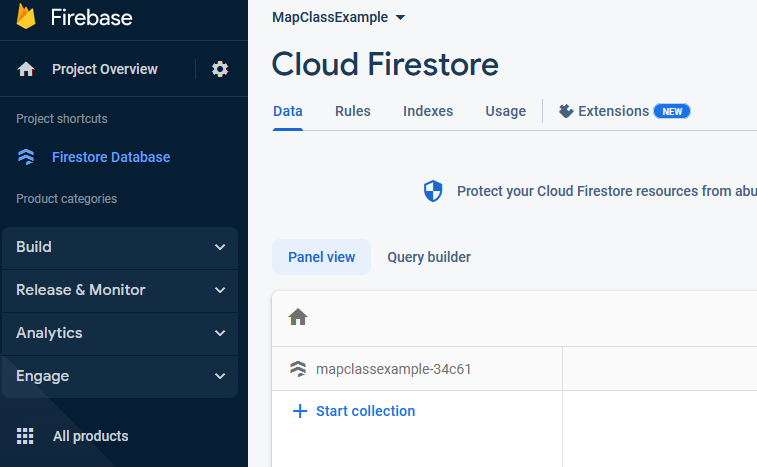 Firebase
Project Overview
Project shortcuts
Firestore Database
Product categories
Build
Release & Monitor
Analytics
Engage
All products
MapClassExample
Cloud Firestore
Data Rules Indexes Usage Extensions NEW
Protect your Cloud Firestore resources from abu
Panel view Query builder
mapclassexample-34c61
Start collection